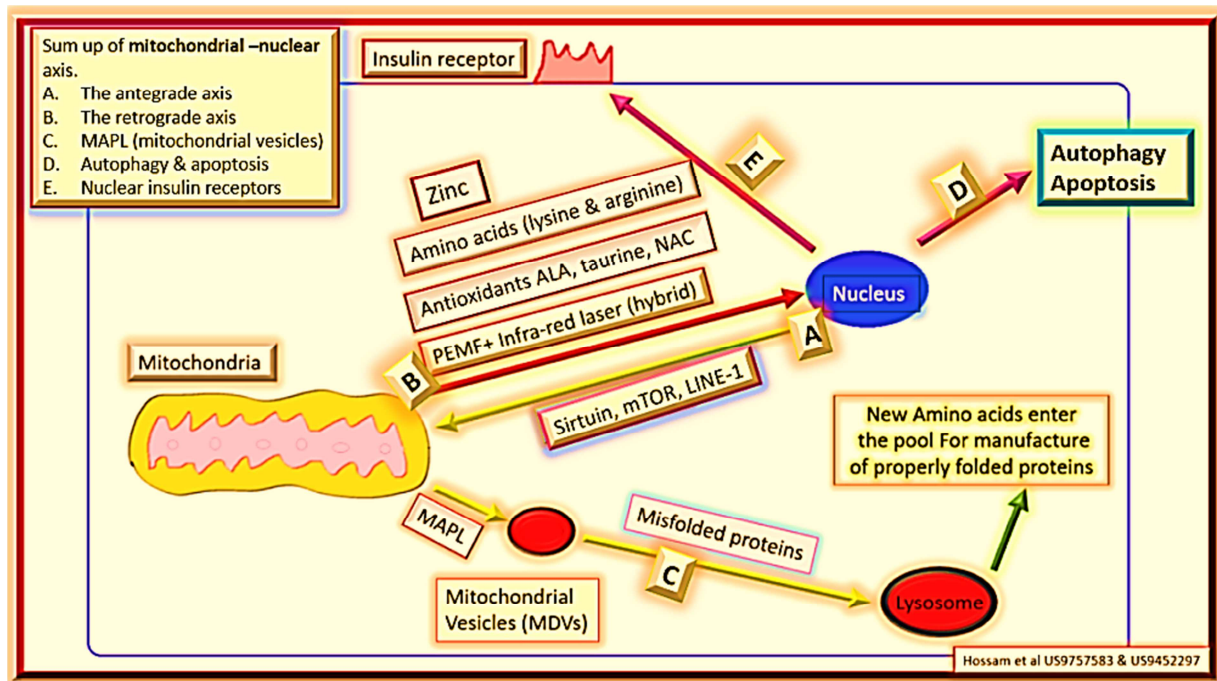 Sum up of mitochondrial –nuclear
axis.
A. The antegrade axis
B. The retrograde axis
C. MAPL (mitochondrial vesicles)
D. Autophagy & apoptosis
E. Nuclear insulin receptors
Insulin receptor
E
D
Autophagy
Apoptosis
Zinc
Amino acids (lysine & arginine)
Antioxidants ALA, taurine, NAC
PEMF+ Infra-red laser (hybrid)
Nucleus
A
B
Sirtuin, mTOR, LINE-1
Mitochondria
New Amino acids enter
the pool For manufacture
of properly folded proteins
MAPL
Misfolded proteins
C
Mitochondrial
Vesicles (MDVs)
Lysosome
Hossam et al US9757583 & US9452297